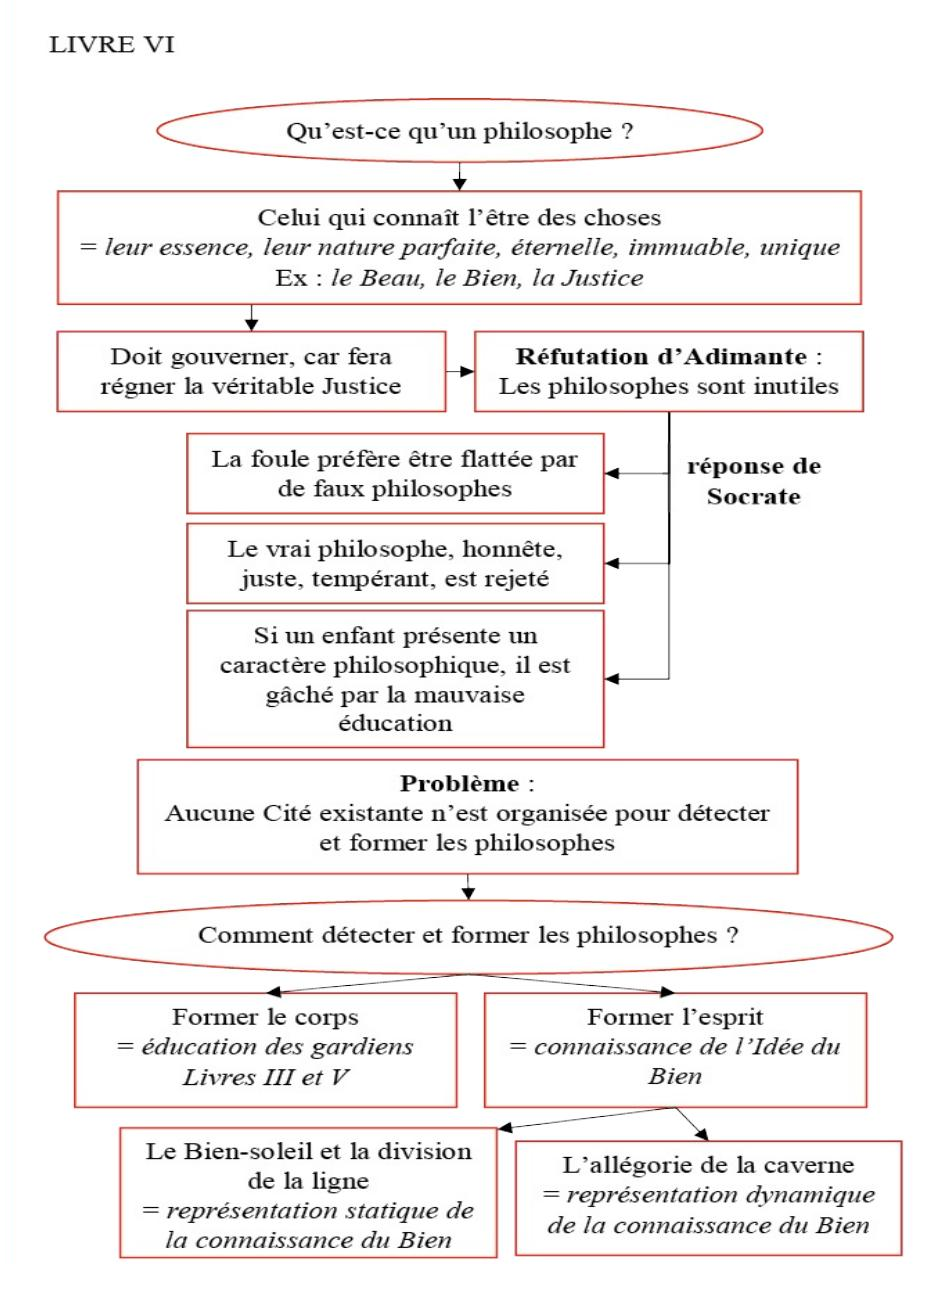 LIVRE VI
Qu’est-ce qu’un philosophe ?
Celui qui connaît l’être des choses
= leur essence, leur nature parfaite, éternelle, immuable, unique
Ex : le Beau, le Bien, la Justice
Doit gouverner, car fera
régner la véritable Justice
Réfutation d’Adimante :
Les philosophes sont inutiles
réponse de
Socrate
La foule préfère être flattée par
de faux philosophes
Le vrai philosophe, honnête,
juste, tempérant, est rejeté
Si un enfant présente un
caractère philosophique, il est
gâché par la mauvaise
éducation
Problème :
Aucune Cité existante n’est organisée pour détecter
et former les philosophes
Comment détecter et former les philosophes ?
Former le corps
= éducation des gardiens
Livres III et V
Former l’esprit
= connaissance de l’Idée du
Bien
Le Bien-soleil et la division
de la ligne
= représentation statique de
la connaissance du Bien
L’allégorie de la caverne
= représentation dynamique
de la connaissance du Bien